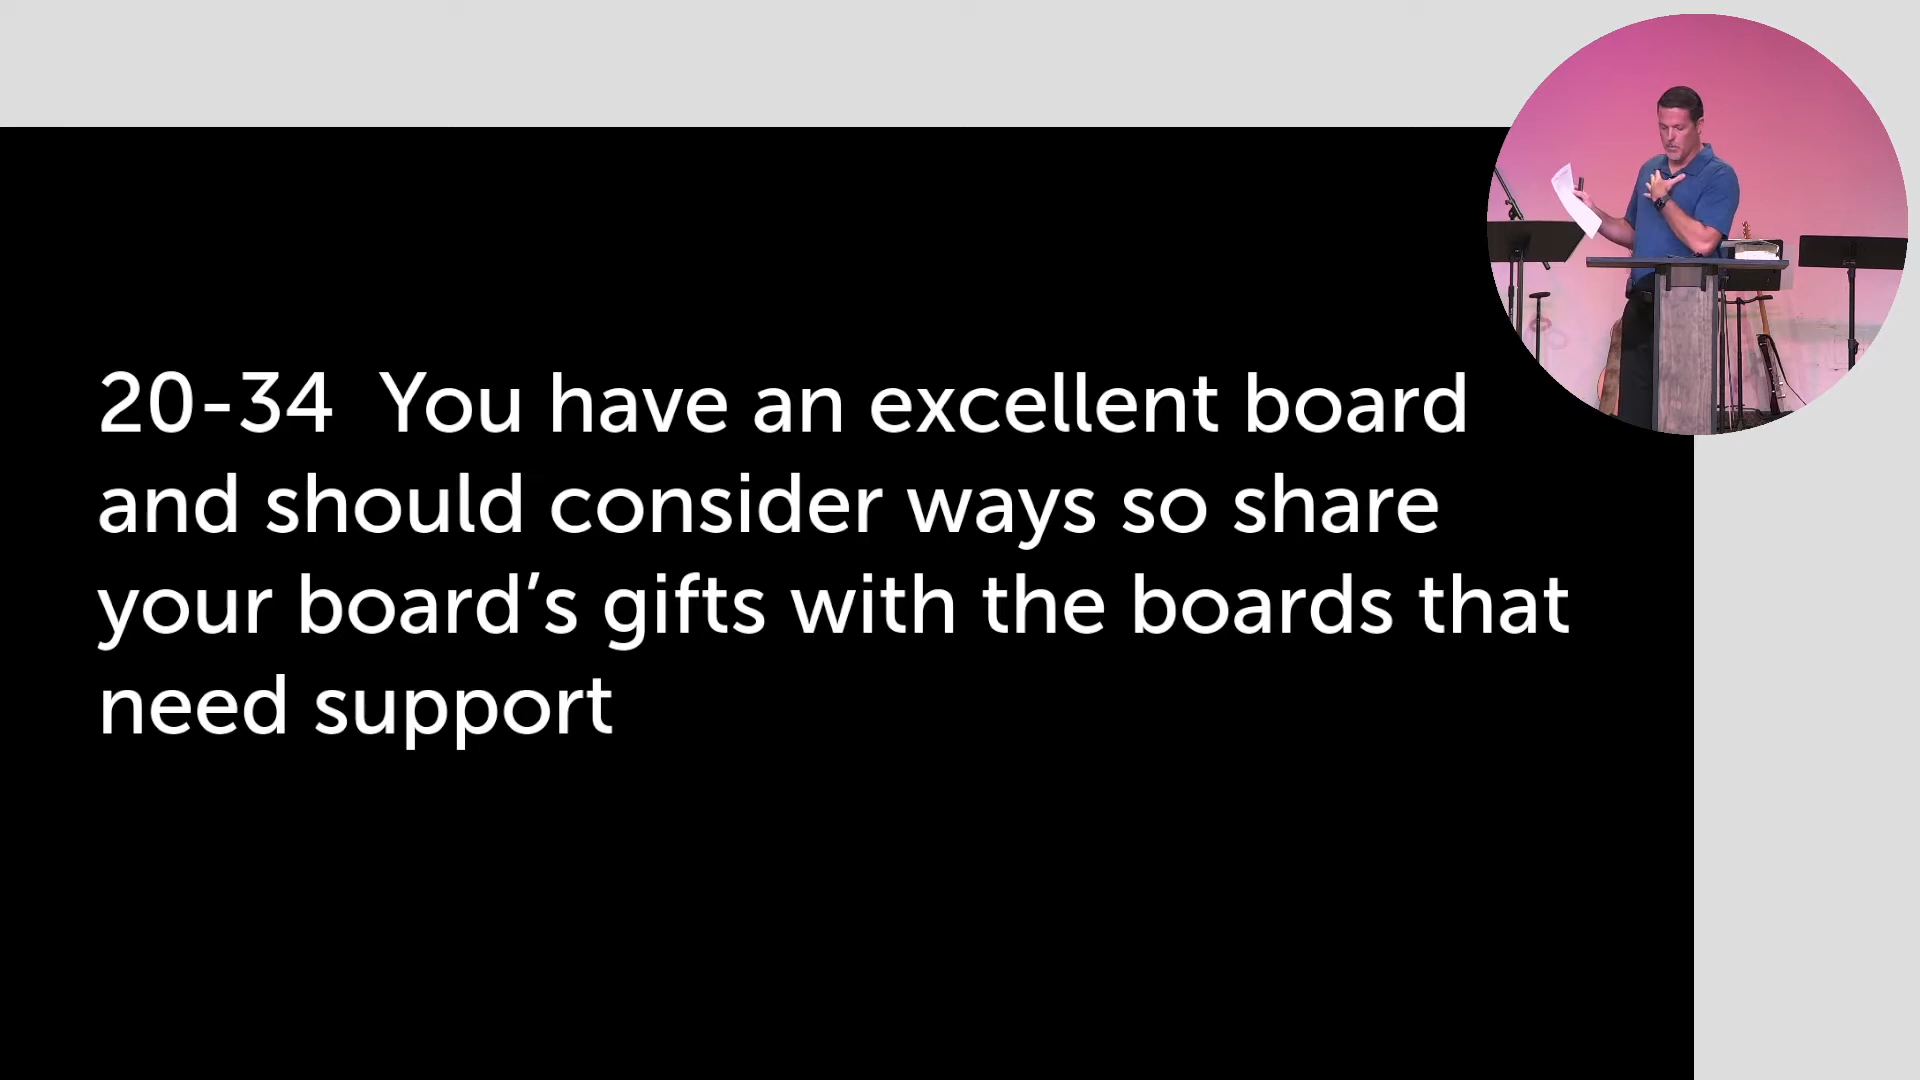 20-34  You have an excellent board
and should consider ways so share
your board’s gifts with the boards that
need support